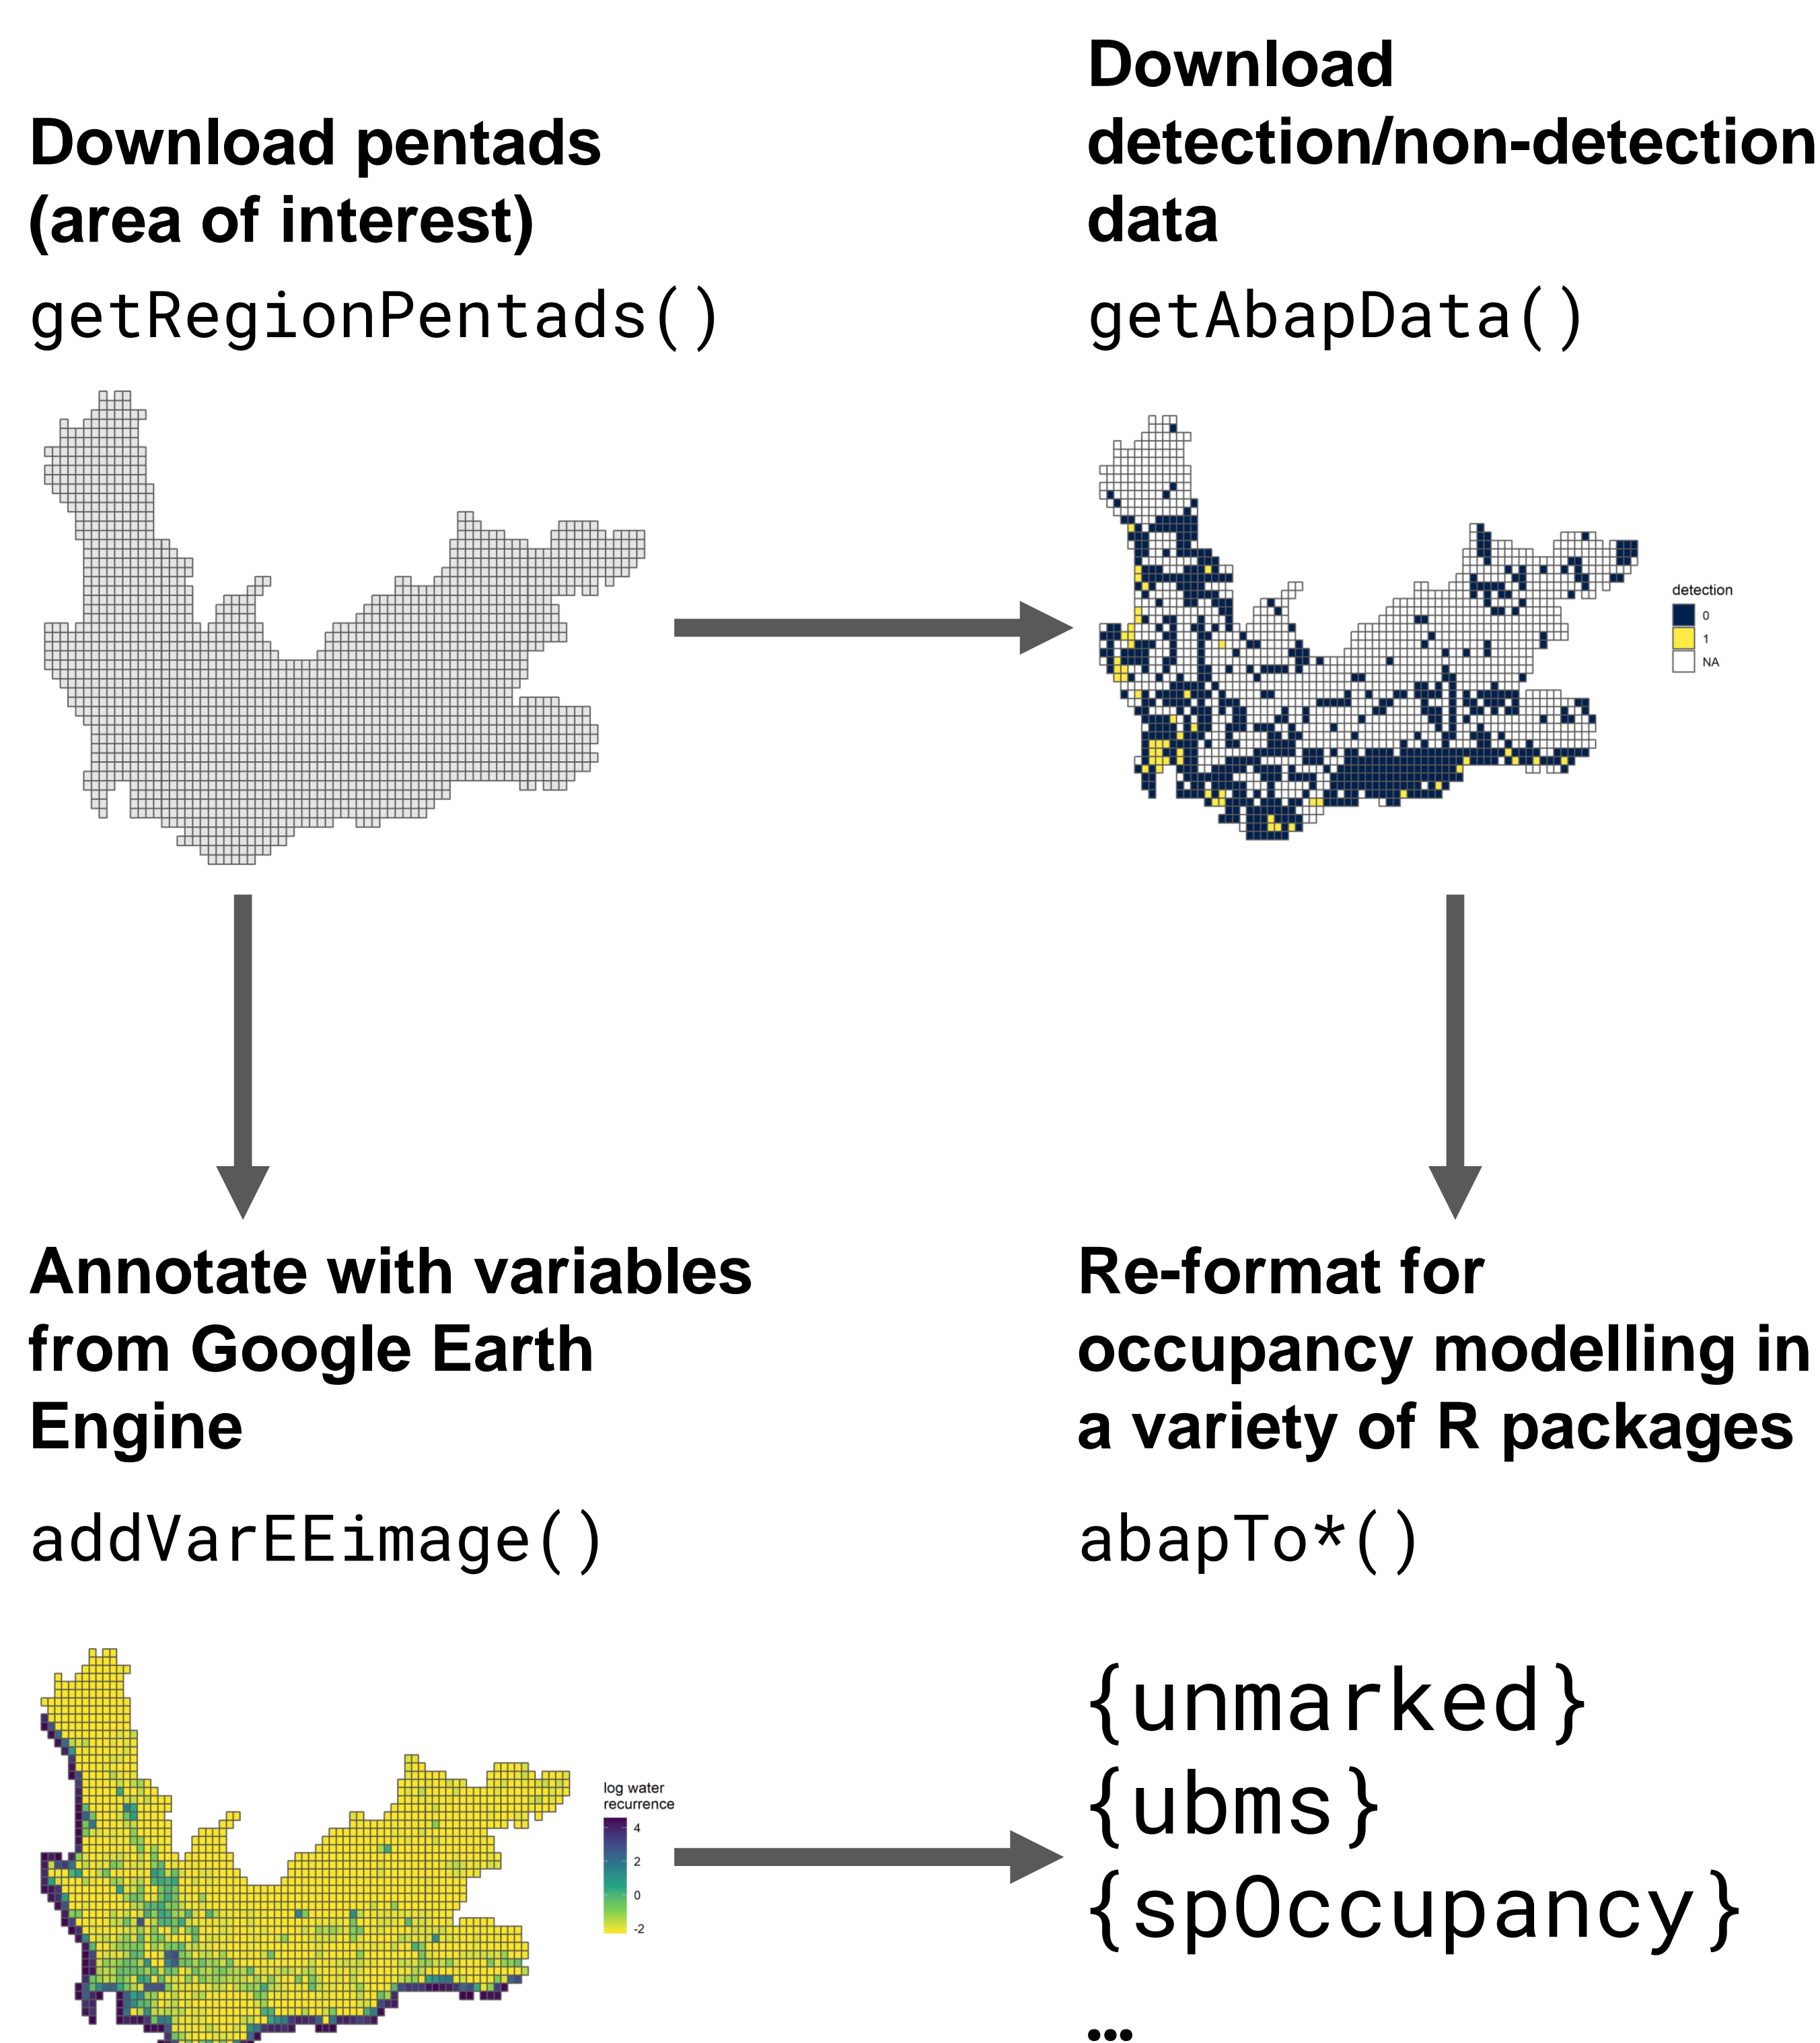 Download pentads
(area of interest)
getRegionPentads()
Download
detection/non-detection
data
getAbapData()
detection
0
1
NA
Annotate with variables
from Google Earth
Engine
addVarEEimage()
log water
recurrence
4
2
0
-2
Re-format for
occupancy modelling in
a variety of R packages
abapTo*()
{unmarked}
{ubms}
{spOccupancy}
...